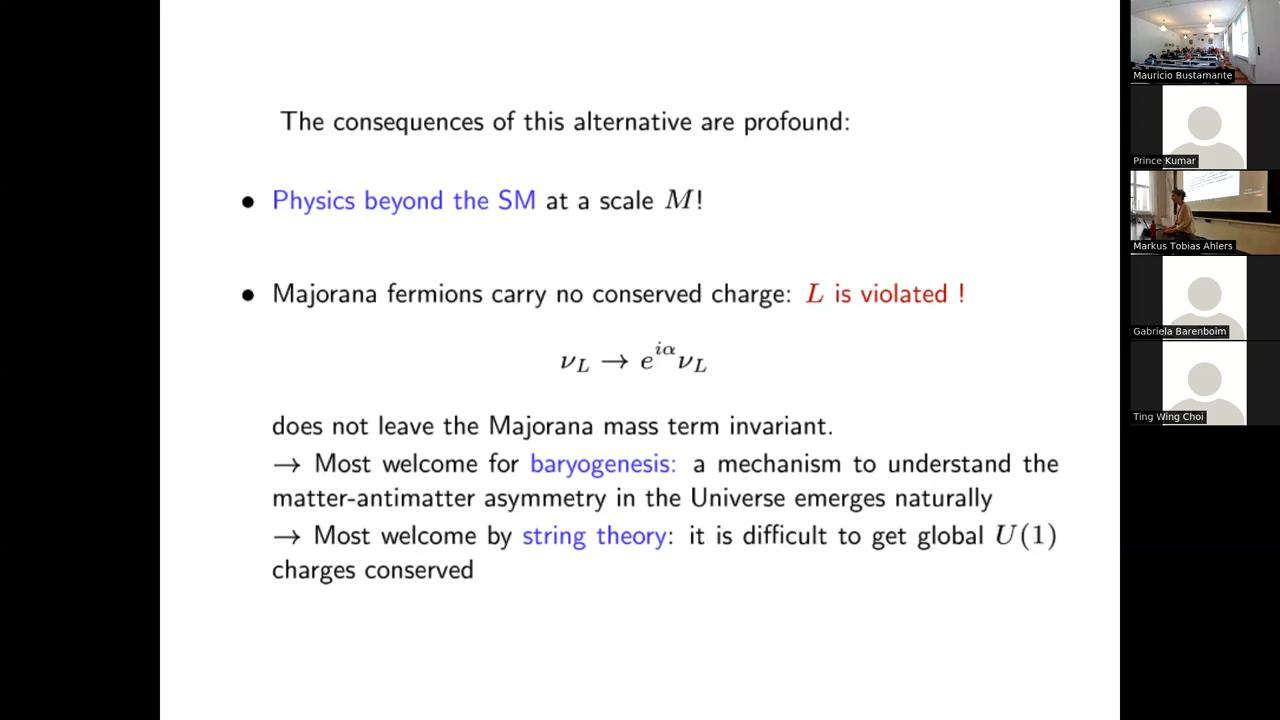 The consequences of this alternative are profound:
• Physics beyond the SM at a scale M!
• Majorana fermions carry no conserved charge: L is violated !
ν_L → e^{iα} ν_L
does not leave the Majorana mass term invariant.
→ Most welcome for baryogenesis: a mechanism to understand the
matter-antimatter asymmetry in the Universe emerges naturally
→ Most welcome by string theory: it is difficult to get global U(1)
charges conserved
Mauricio Bustamante
Prince Kumar
Markus Tobias Ahlers
Gabriela Barenboim
Ting Wing Choi